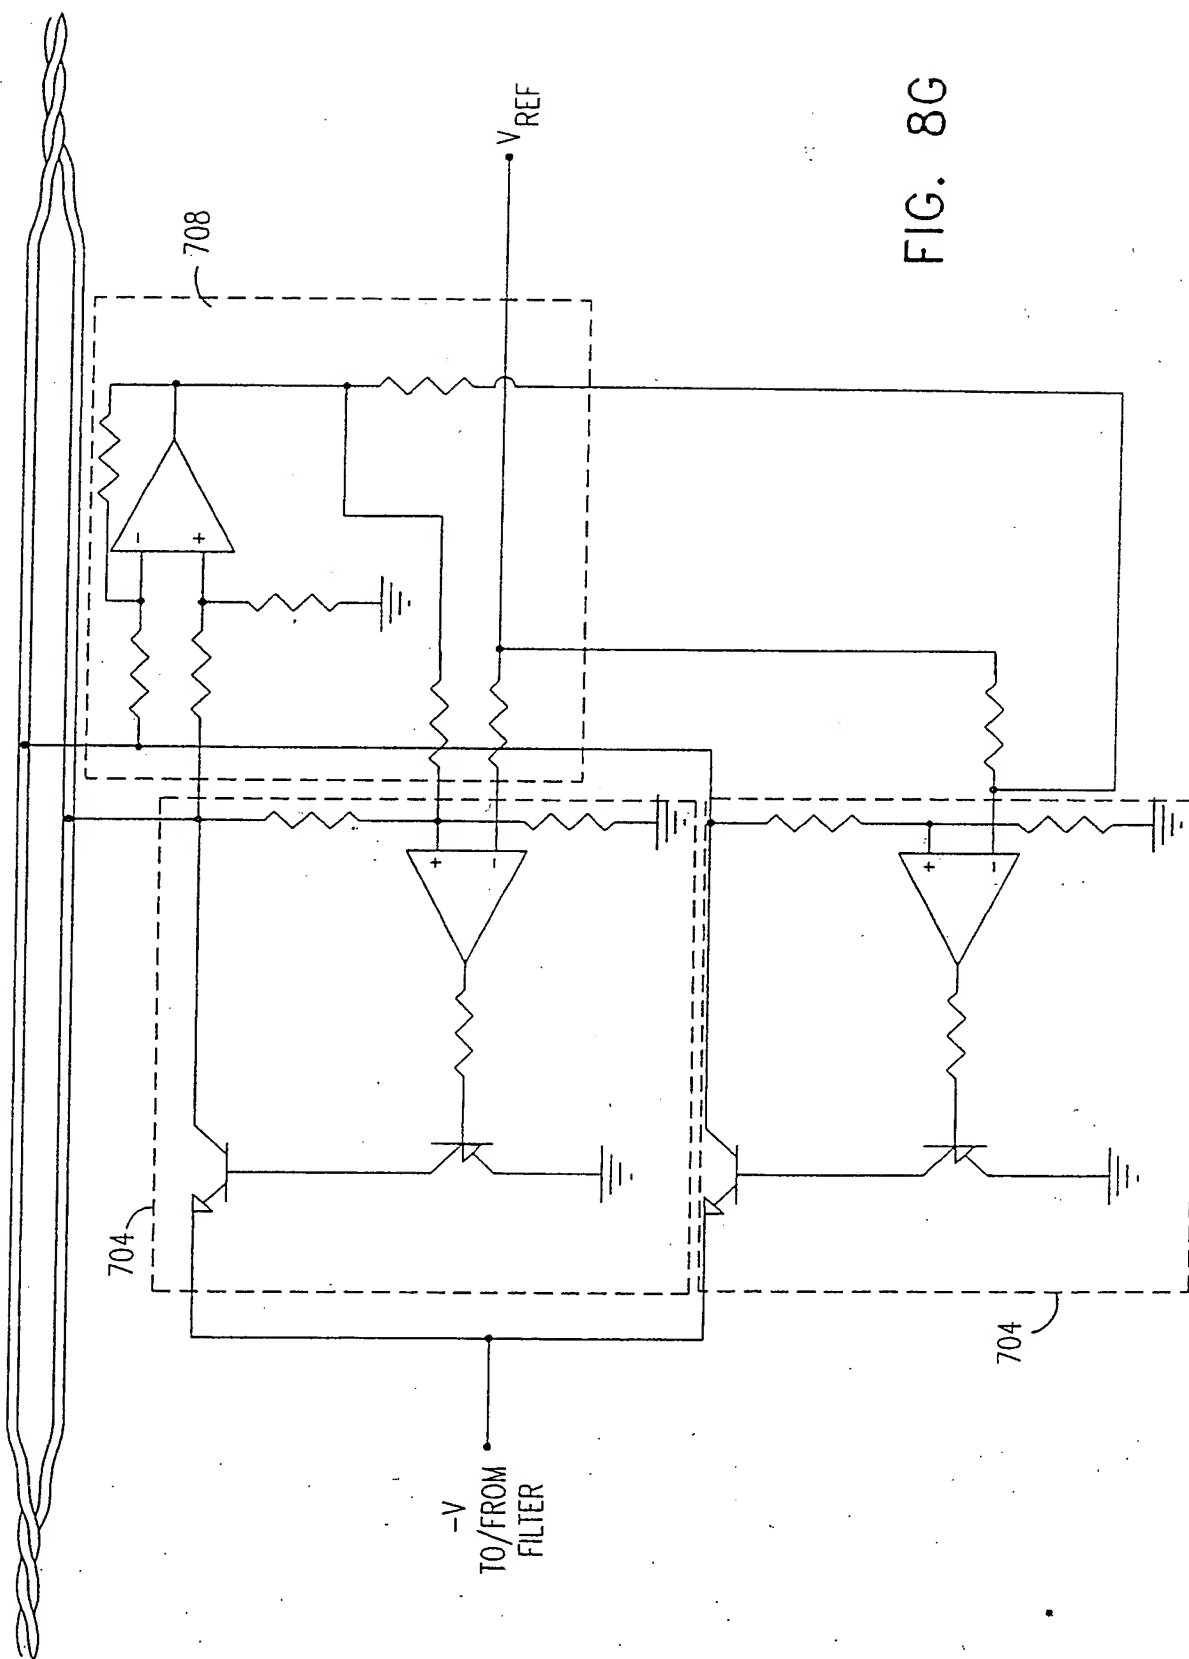 708
V REF
-
+
+
-
+
-
704
704
-V
TO/FROM
FILTER
FIG. 8G